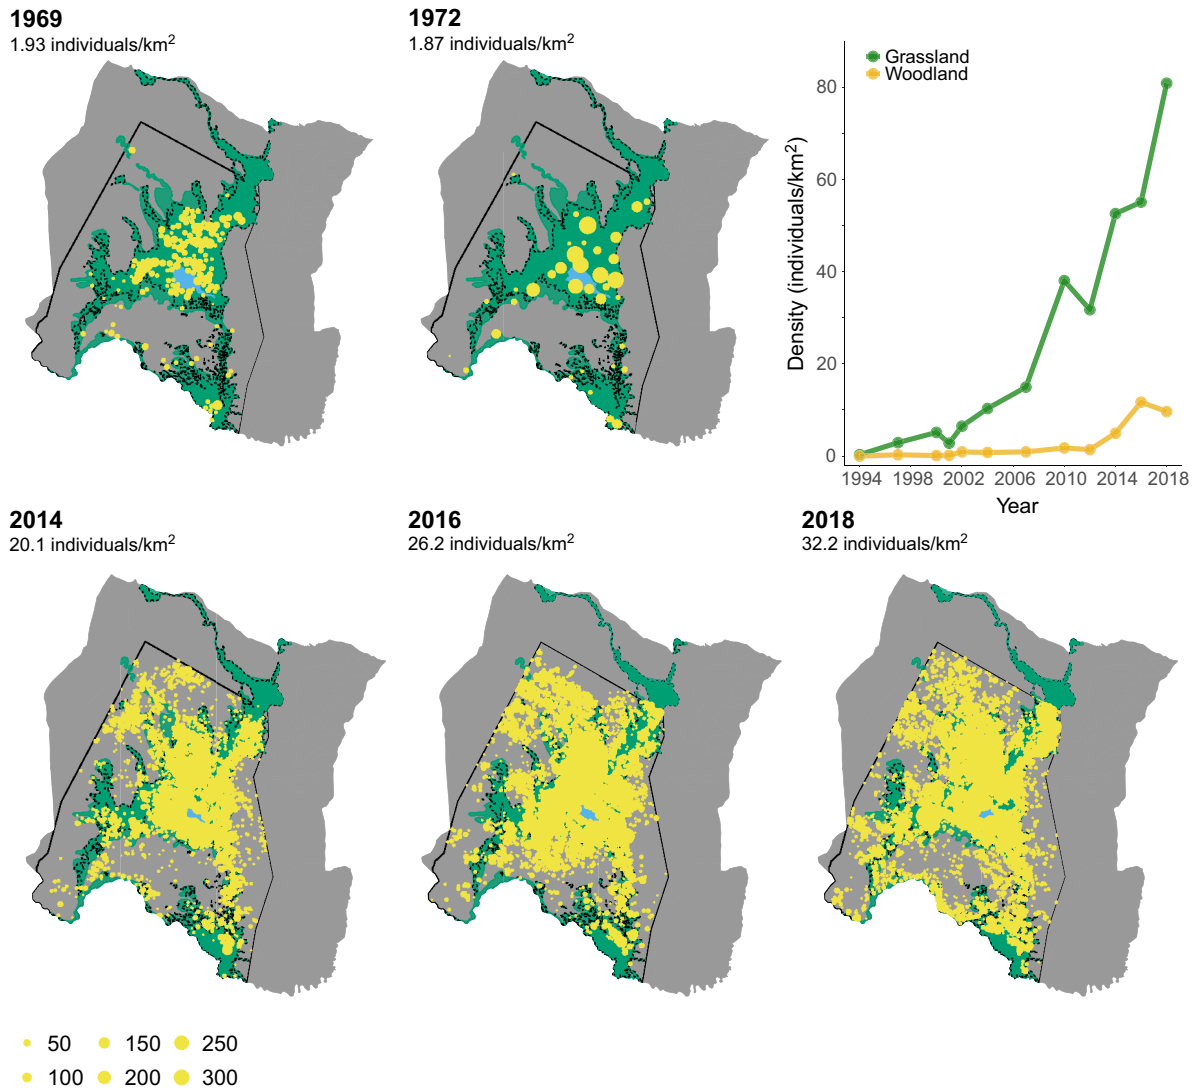 1969
1.93 individuals/km²
1972
1.87 individuals/km²
Grassland
Woodland
Density (individuals/km²)
80
60
40
20
0
1994 1998 2002 2006 2010 2014 2018
Year
2014
20.1 individuals/km²
2016
26.2 individuals/km²
2018
32.2 individuals/km²
50 150 250
100 200 300